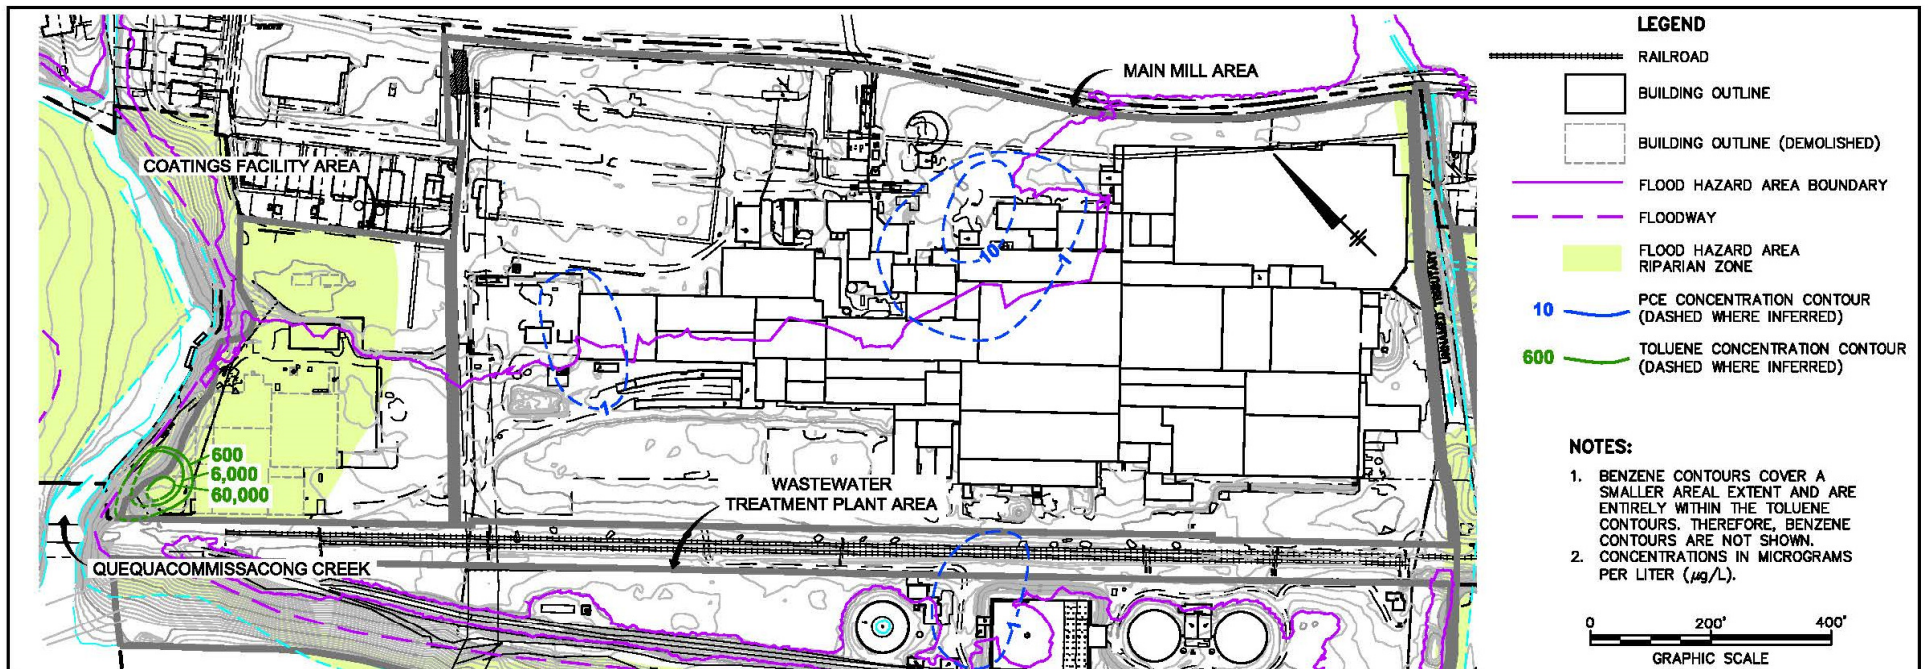 MAIN MILL AREA
COATINGS FACILITY AREA
10
1
1
600
6,000
60,000
WASTEWATER
TREATMENT PLANT AREA
QUEQUACOMMISSACONG CREEK
1
UNNAMED TRIBUTARY
LEGEND
RAILROAD
BUILDING OUTLINE
BUILDING OUTLINE (DEMOLISHED)
FLOOD HAZARD AREA BOUNDARY
FLOODWAY
FLOOD HAZARD AREA
RIPARIAN ZONE
10 PCE CONCENTRATION CONTOUR
(DASHED WHERE INFERRED)
600 TOLUENE CONCENTRATION CONTOUR
(DASHED WHERE INFERRED)
NOTES:
1. BENZENE CONTOURS COVER A
SMALLER AREAL EXTENT AND ARE
ENTIRELY WITHIN THE TOLUENE
CONTOURS. THEREFORE, BENZENE
CONTOURS ARE NOT SHOWN.
2. CONCENTRATIONS IN MICROGRAMS
PER LITER (µg/L).
0 200' 400'
GRAPHIC SCALE